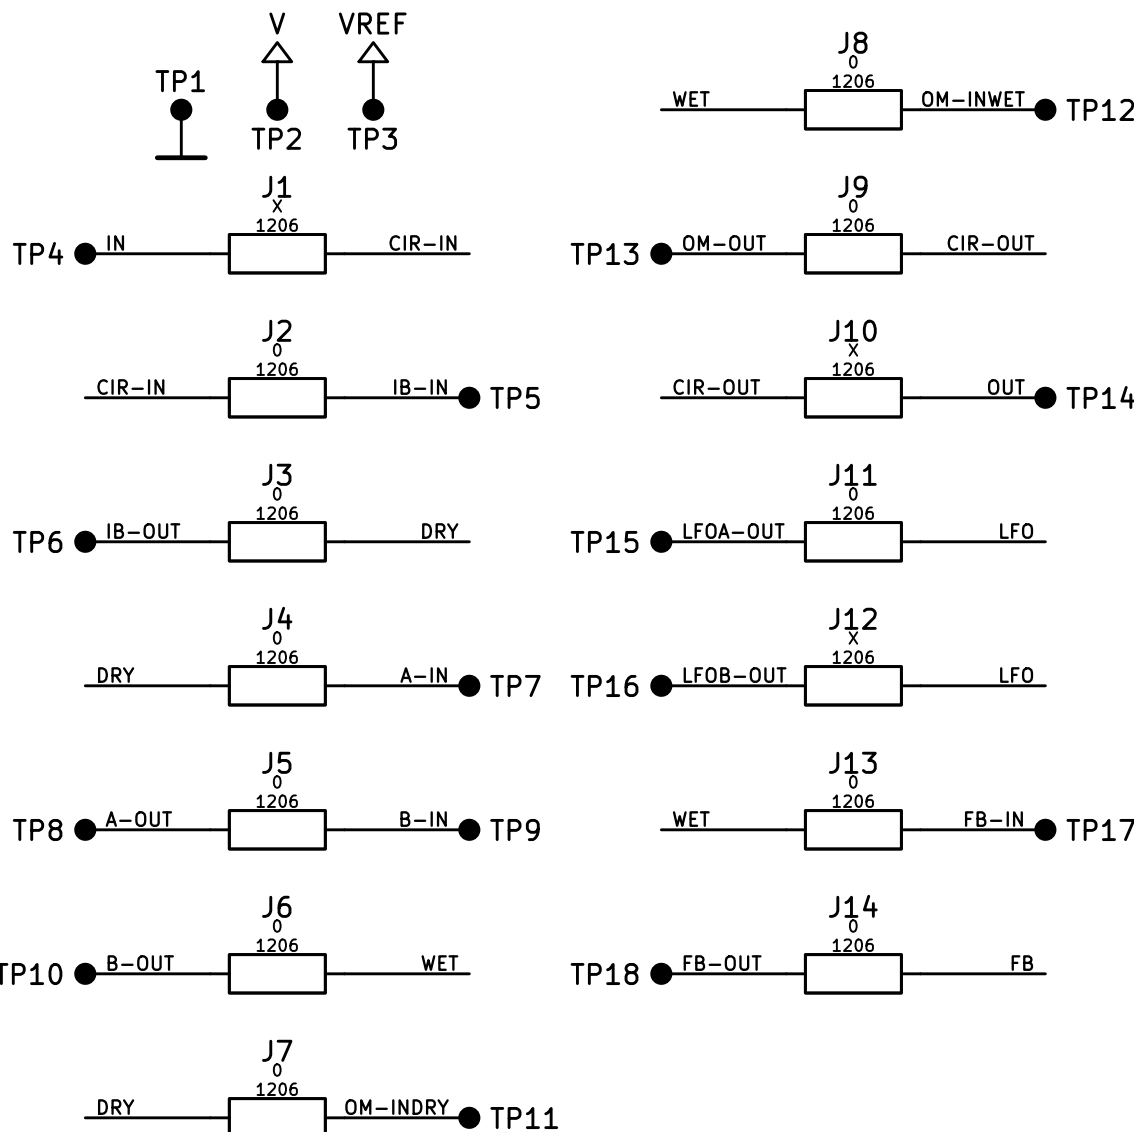 V VREF
TP1
TP2 TP3
J1
X
1206
TP4 IN CIR-IN
J2
0
1206
CIR-IN IB-IN TP5
J3
0
1206
TP6 IB-OUT DRY
J4
0
1206
DRY A-IN TP7
J5
0
1206
TP8 A-OUT B-IN TP9
J6
0
1206
TP10 B-OUT WET
J7
0
1206
DRY OM-INDRY TP11
J8
0
1206
WET OM-INWET TP12
J9
0
1206
TP13 OM-OUT CIR-OUT
J10
X
1206
CIR-OUT OUT TP14
J11
0
1206
TP15 LFOA-OUT LFO
J12
X
1206
TP16 LFOB-OUT LFO
J13
0
1206
WET FB-IN TP17
J14
0
1206
TP18 FB-OUT FB